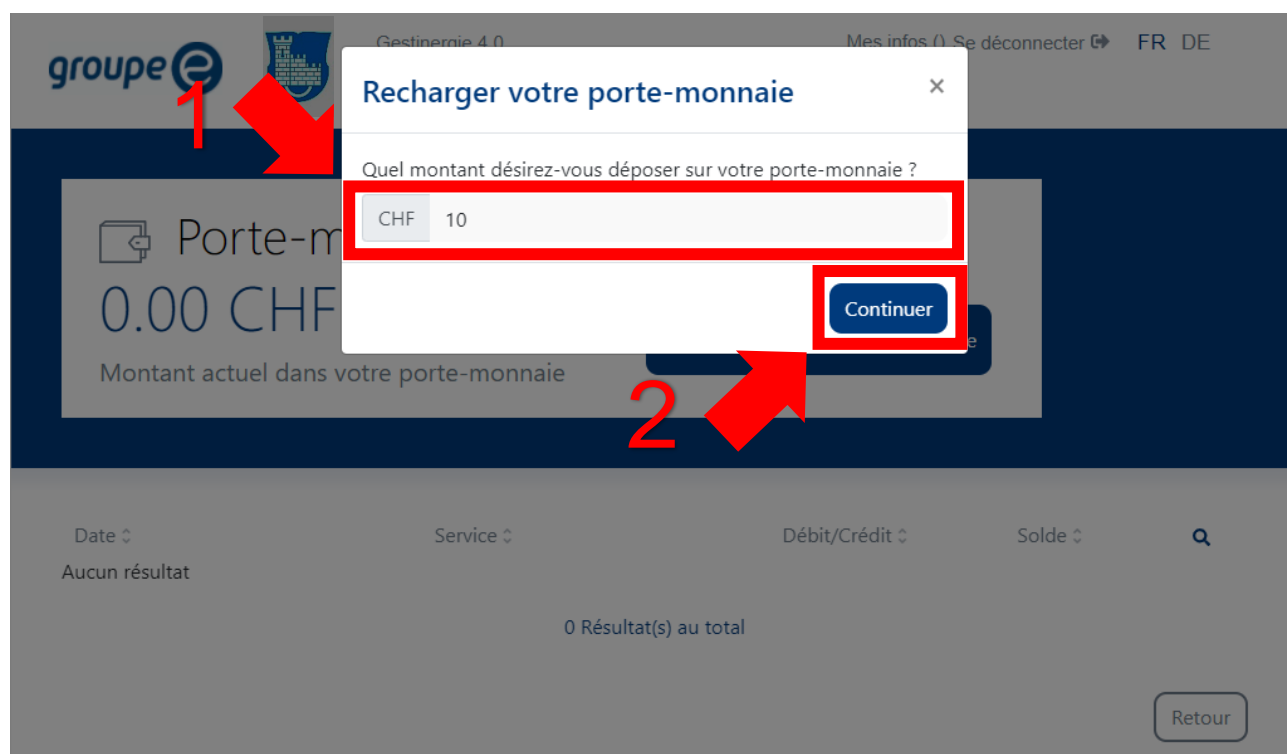 groupe e
Gestinergie 4.0
Mes infos () Se déconnecter FR DE
1
Recharger votre porte-monnaie
×
Quel montant désirez-vous déposer sur votre porte-monnaie ?
CHF 10
Porte-m
0.00 CHF
Continuer
e
Montant actuel dans votre porte-monnaie
2
Date Service Débit/Crédit Solde
Aucun résultat
0 Résultat(s) au total
Retour